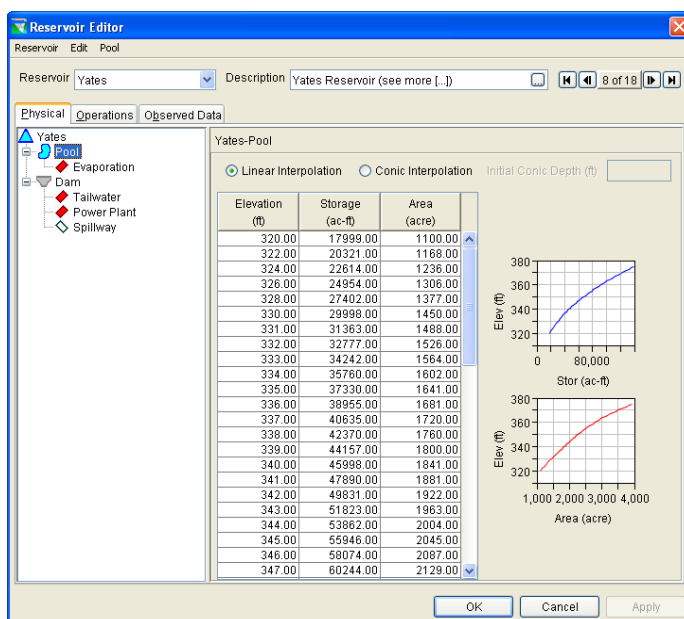 Reservoir Editor
Reservoir Edit Pool
Reservoir Yates Description Yates Reservoir (see more [...]) ... 8 of 18
Physical Operations Observed Data
Yates
Pool
Evaporation
Dam
Tailwater
Power Plant
Spillway
Yates-Pool
Linear Interpolation Conic Interpolation Initial Conic Depth (ft)
Elevation Storage Area
(ft) (ac-ft) (acre)
320.00 17999.00 1100.00
322.00 20321.00 1168.00
324.00 22614.00 1236.00
326.00 24954.00 1306.00
328.00 27402.00 1377.00
330.00 29998.00 1450.00
331.00 31363.00 1488.00
332.00 32777.00 1526.00
333.00 34242.00 1564.00
334.00 35760.00 1602.00
335.00 37330.00 1641.00
336.00 38955.00 1681.00
337.00 40635.00 1720.00
338.00 42370.00 1760.00
339.00 44157.00 1800.00
340.00 45998.00 1841.00
341.00 47890.00 1881.00
342.00 49831.00 1922.00
343.00 51823.00 1963.00
344.00 53862.00 2004.00
345.00 55946.00 2045.00
346.00 58074.00 2087.00
347.00 60244.00 2129.00
380
360
340
320
Elev (ft)
0 80,000
Stor (ac-ft)
380
360
340
320
Elev (ft)
1,000 2,000 3,000 4,000
Area (acre)
OK Cancel Apply